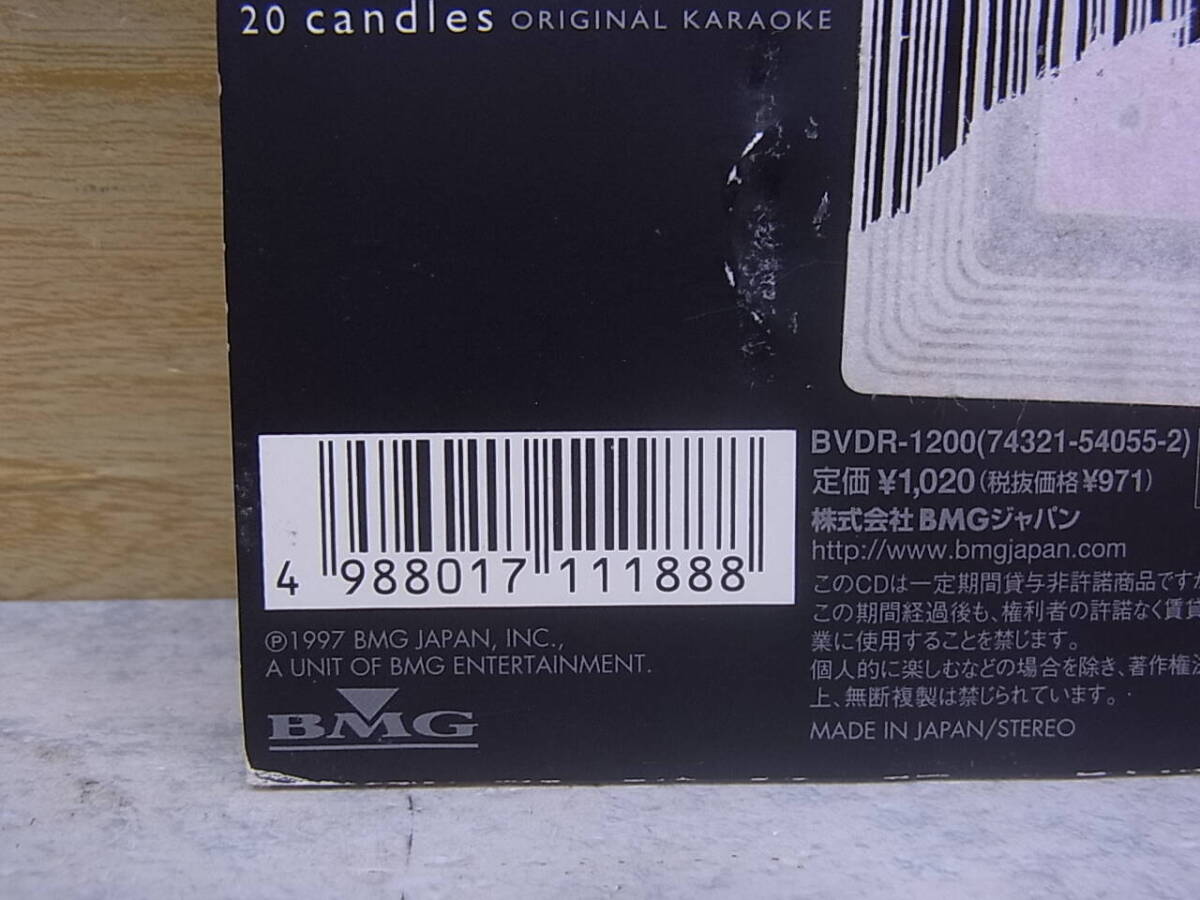 20 candles ORIGINAL KARAOKE
4 988017 111888
℗1997 BMG JAPAN, INC.,
A UNIT OF BMG ENTERTAINMENT.
BMG
BVDR-1200(74321-54055-2)
定価 ¥1,020(税抜価格¥971)
株式会社BMGジャパン
http://www.bmgjapan.com
このCDは一定期間貸与非許諾商品ですが
この期間経過後も、権利者の許諾なく賃貸
業に使用することを禁じます。
個人的に楽しむなどの場合を除き、著作権法
上、無断複製は禁じられています。
MADE IN JAPAN/STEREO